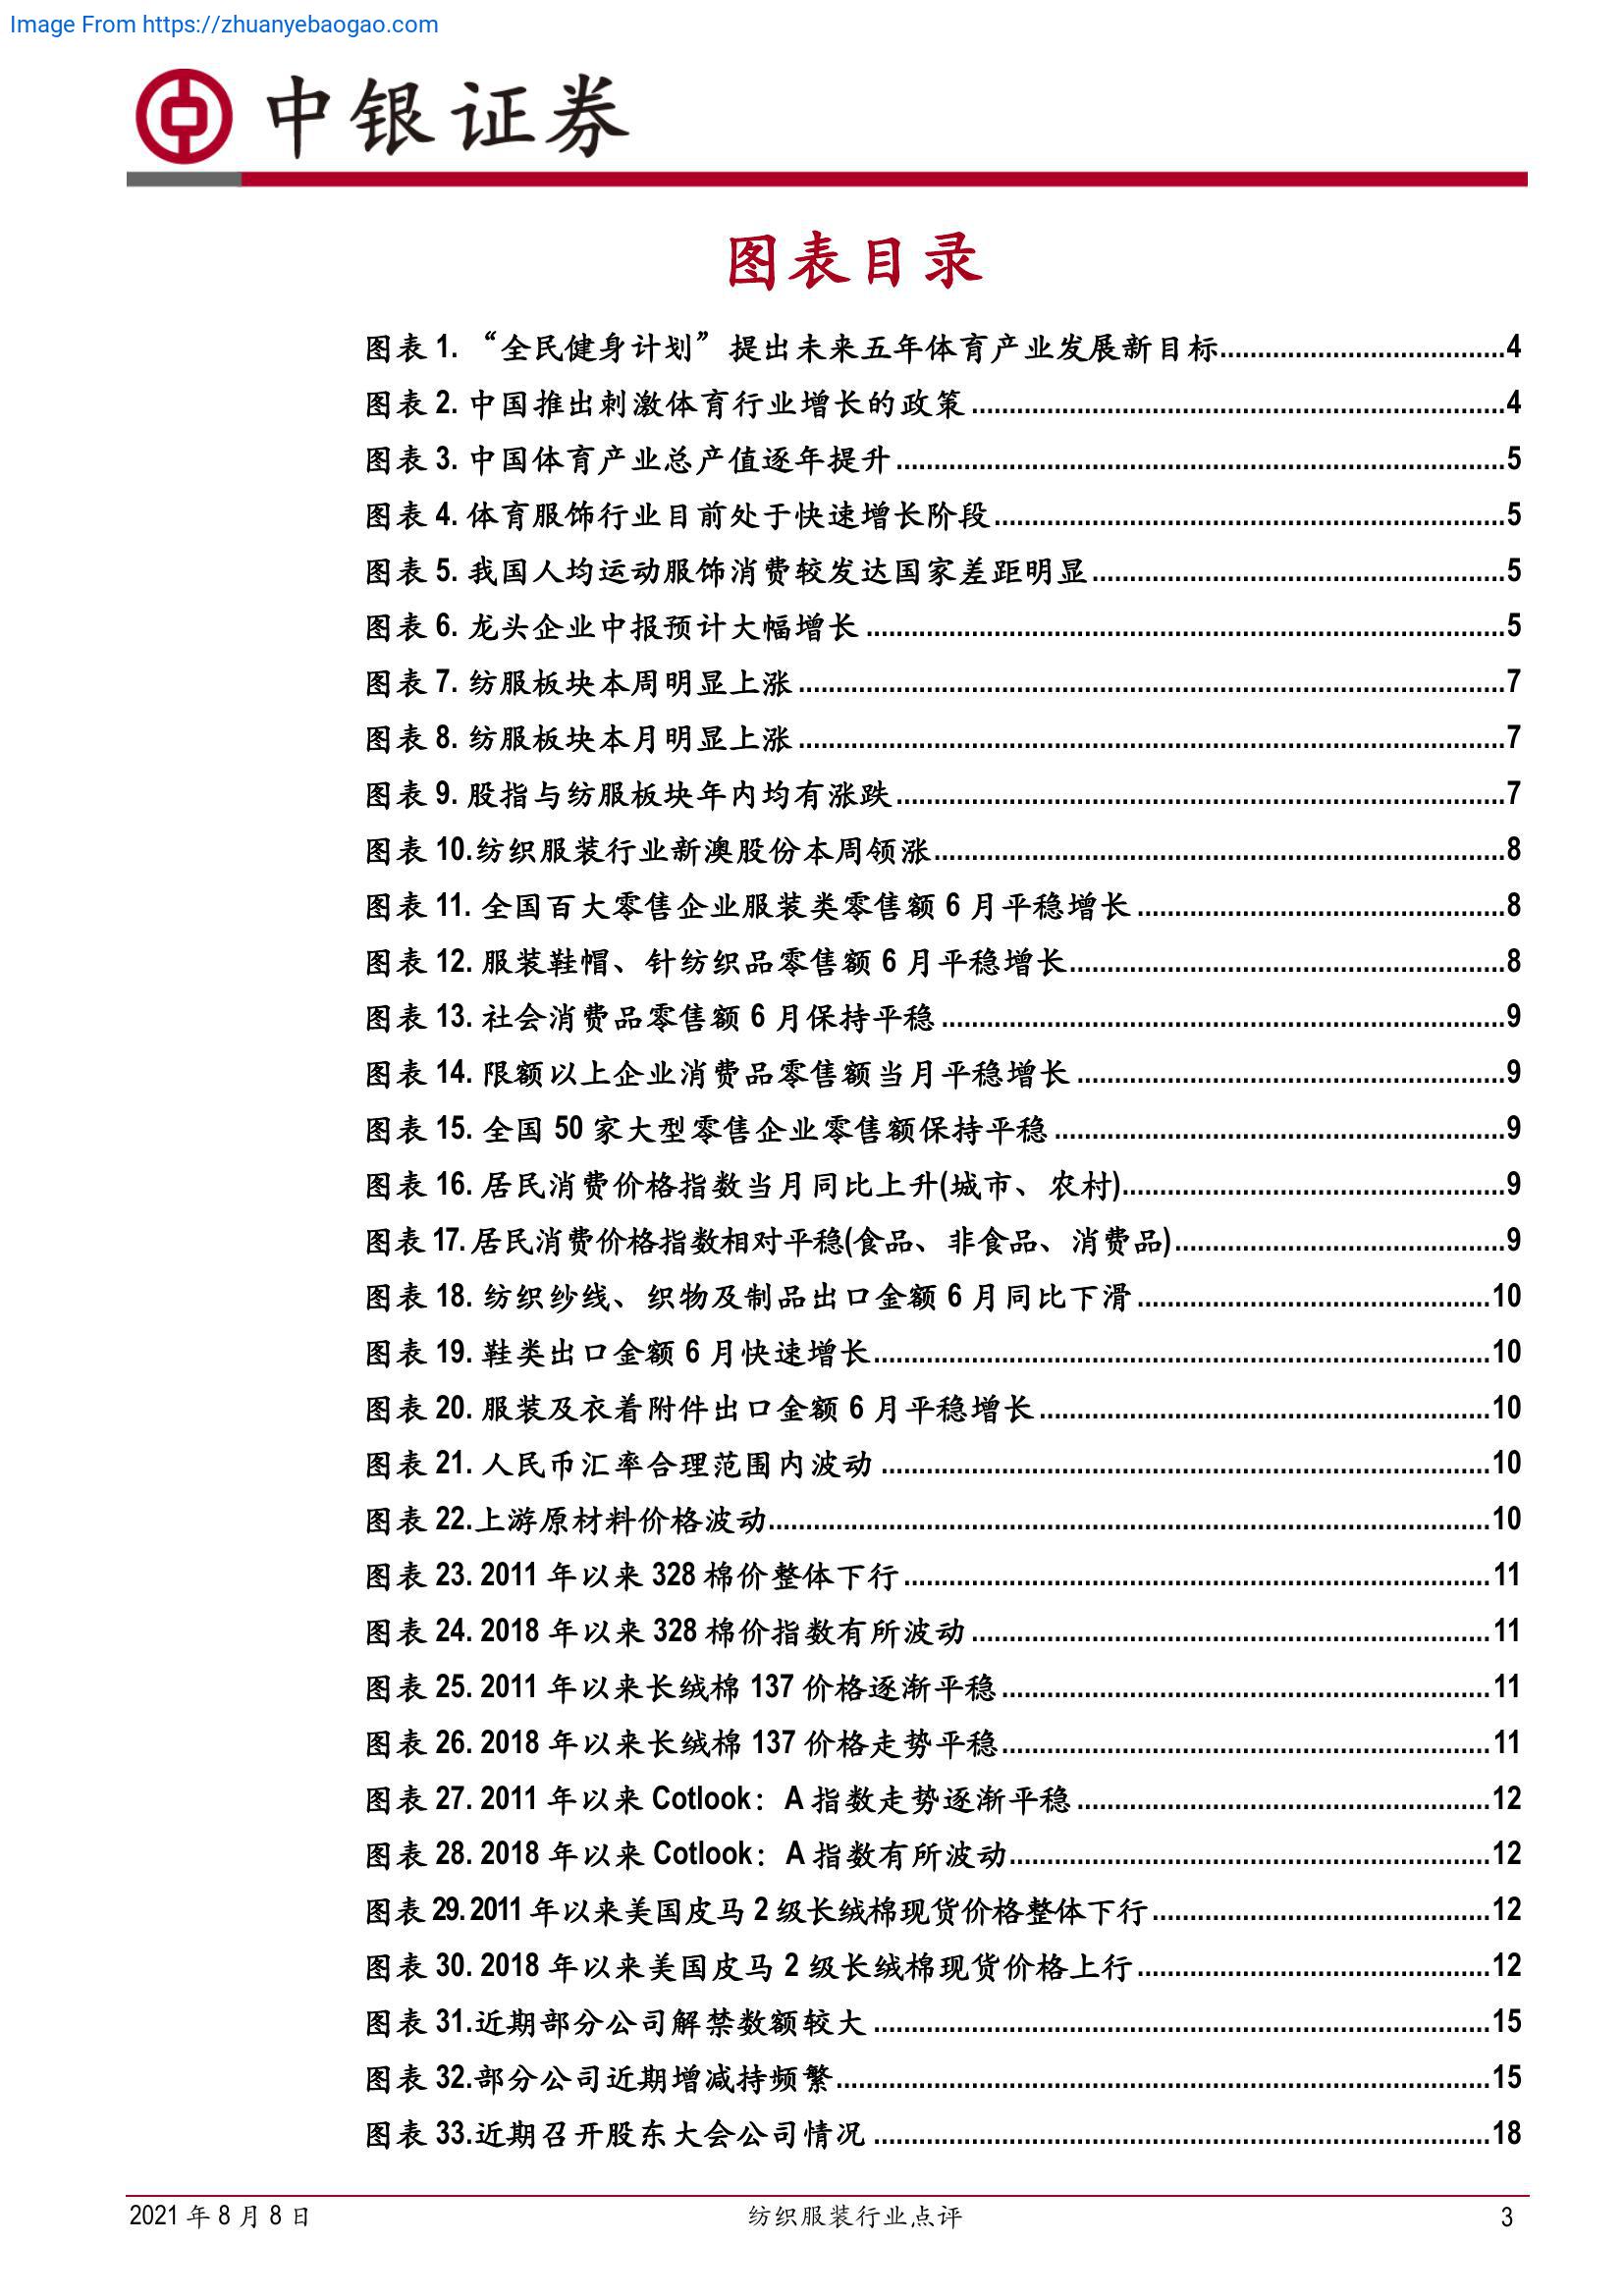 Image From https://zhuanyebaogao.com
中银证券
图表目录
图表 1. “全民健身计划”提出未来五年体育产业发展新目标......................................4
图表 2. 中国推出刺激体育行业增长的政策.......................................................................4
图表 3. 中国体育产业总产值逐年提升.................................................................................5
图表 4. 体育服饰行业目前处于快速增长阶段....................................................................5
图表 5. 我国人均运动服饰消费较发达国家差距明显.......................................................5
图表 6. 龙头企业中报预计大幅增长.....................................................................................5
图表 7. 纺服板块本周明显上涨..............................................................................................7
图表 8. 纺服板块本月明显上涨..............................................................................................7
图表 9. 股指与纺服板块年内均有涨跌.................................................................................7
图表 10.纺织服装行业新澳股份本周领涨............................................................................8
图表 11. 全国百大零售企业服装类零售额 6 月平稳增长.................................................8
图表 12. 服装鞋帽、针纺织品零售额 6 月平稳增长..........................................................8
图表 13. 社会消费品零售额 6 月保持平稳...........................................................................9
图表 14. 限额以上企业消费品零售额当月平稳增长.........................................................9
图表 15. 全国 50 家大型零售企业零售额保持平稳............................................................9
图表 16. 居民消费价格指数当月同比上升(城市、农村)...................................................9
图表 17. 居民消费价格指数相对平稳(食品、非食品、消费品)............................................9
图表 18. 纺织纱线、织物及制品出口金额 6 月同比下滑...............................................10
图表 19. 鞋类出口金额 6 月快速增长..................................................................................10
图表 20. 服装及衣着附件出口金额 6 月平稳增长............................................................10
图表 21. 人民币汇率合理范围内波动.................................................................................10
图表 22.上游原材料价格波动................................................................................................10
图表 23. 2011 年以来 328 棉价整体下行..............................................................................11
图表 24. 2018 年以来 328 棉价指数有所波动.....................................................................11
图表 25. 2011 年以来长绒棉 137 价格逐渐平稳.................................................................11
图表 26. 2018 年以来长绒棉 137 价格走势平稳.................................................................11
图表 27. 2011 年以来 Cotlook：A 指数走势逐渐平稳.......................................................12
图表 28. 2018 年以来 Cotlook：A 指数有所波动................................................................12
图表 29. 2011 年以来美国皮马 2 级长绒棉现货价格整体下行.............................................12
图表 30. 2018 年以来美国皮马 2 级长绒棉现货价格上行...............................................12
图表 31.近期部分公司解禁数额较大..................................................................................15
图表 32.部分公司近期增减持频繁.......................................................................................15
图表 33.近期召开股东大会公司情况..................................................................................18
2021 年 8 月 8 日
纺织服装行业点评
3